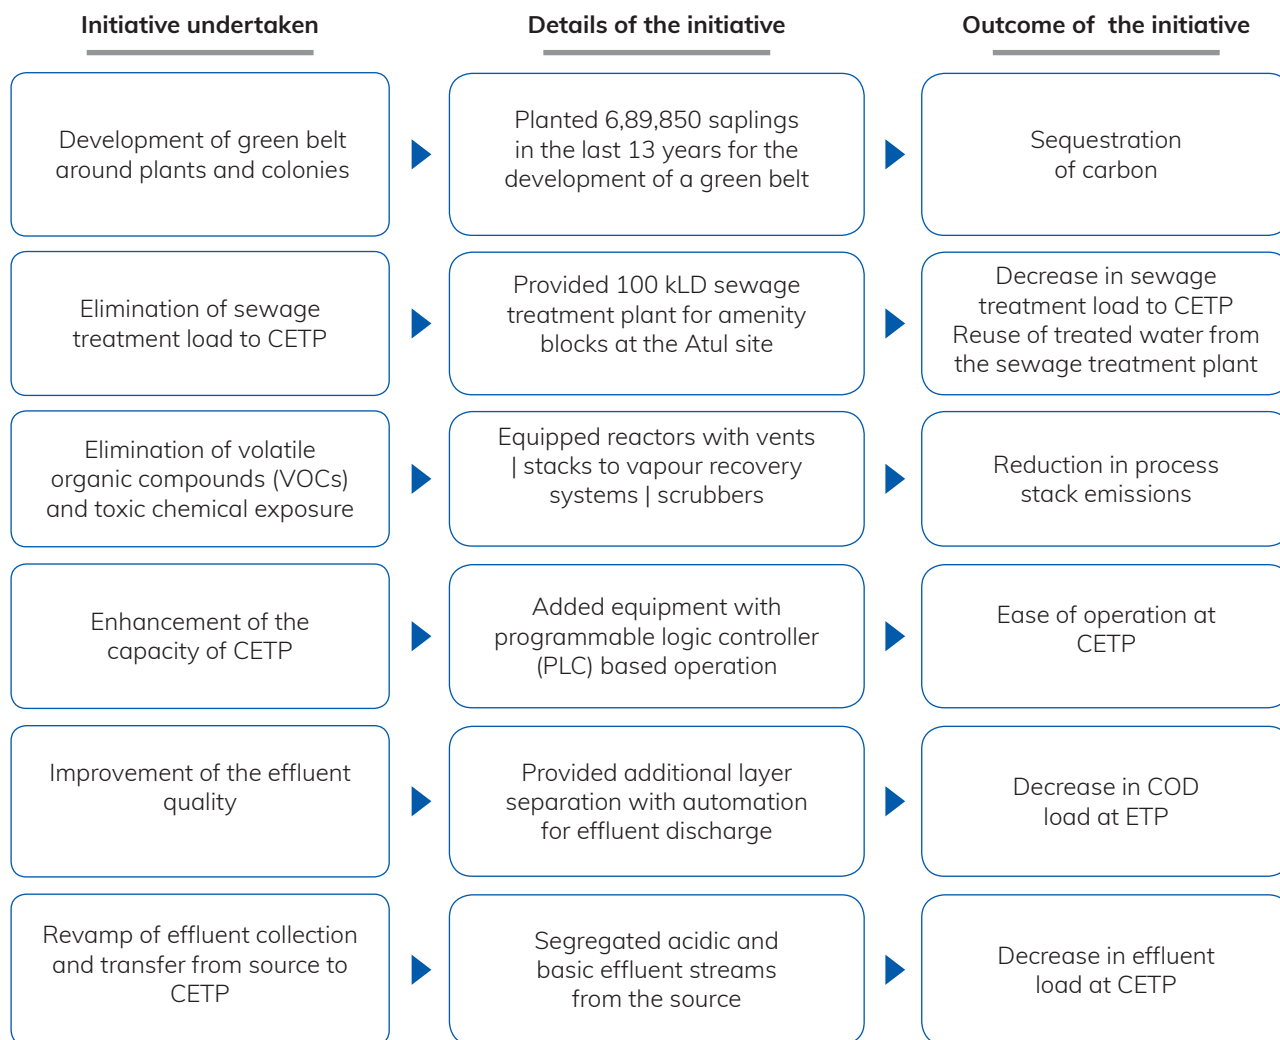 Initiative undertaken
Details of the initiative
Outcome of the initiative
Development of green belt
around plants and colonies
Planted 6,89,850 saplings
in the last 13 years for the
development of a green belt
Sequestration
of carbon
Elimination of sewage
treatment load to CETP
Provided 100 kLD sewage
treatment plant for amenity
blocks at the Atul site
Decrease in sewage
treatment load to CETP
Reuse of treated water from
the sewage treatment plant
Elimination of volatile
organic compounds (VOCs)
and toxic chemical exposure
Equipped reactors with vents
| stacks to vapour recovery
systems | scrubbers
Reduction in process
stack emissions
Enhancement of the
capacity of CETP
Added equipment with
programmable logic controller
(PLC) based operation
Ease of operation at
CETP
Improvement of the effluent
quality
Provided additional layer
separation with automation
for effluent discharge
Decrease in COD
load at ETP
Revamp of effluent collection
and transfer from source to
CETP
Segregated acidic and
basic effluent streams
from the source
Decrease in effluent
load at CETP